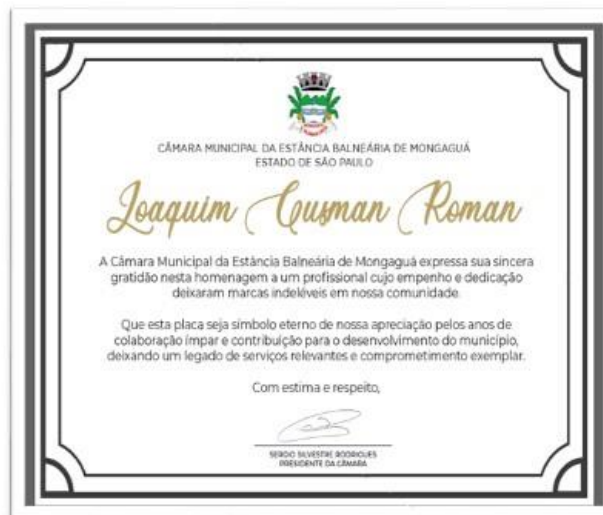 CÂMARA MUNICIPAL DA ESTÂNCIA BALNEÁRIA DE MONGAGUÁ
ESTADO DE SÃO PAULO
Joaquim Gusman Roman
A Câmara Municipal da Estância Balneária de Mongaguá expressa sua sincera
gratidão nesta homenagem a um profissional cujo empenho e dedicação
deixaram marcas indeléveis em nossa comunidade.
Que esta placa seja símbolo eterno de nossa apreciação pelos anos de
colaboração ímpar e contribuição para o desenvolvimento do município,
deixando um legado de serviços relevantes e comprometimento exemplar.
Com estima e respeito,
SERGIO SILVESTRE RODRIGUES
PRESIDENTE DA CÂMARA